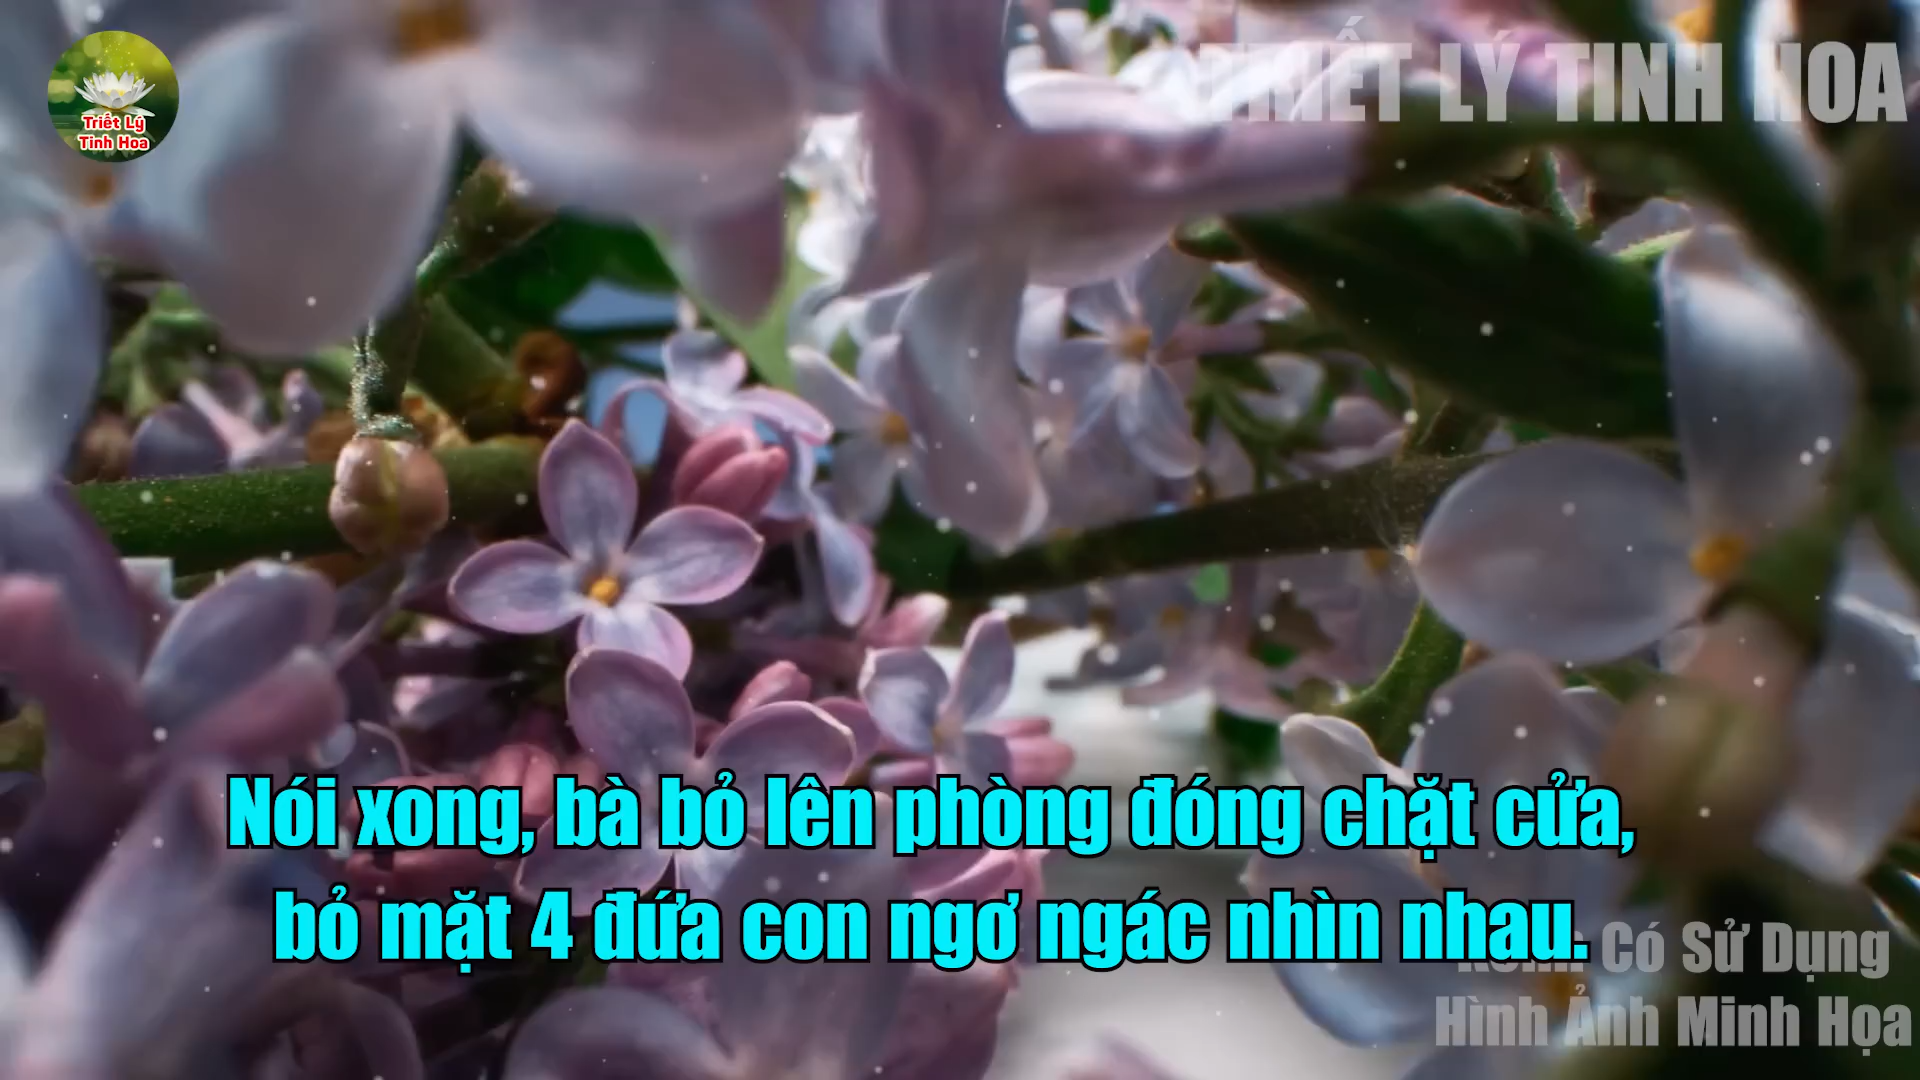 Triết Lý
Tinh Hoa
TRIẾT LÝ TINH HOA
Nói xong, bà bỏ lên phòng đóng chặt cửa,
bỏ mặt 4 đứa con ngơ ngác nhìn nhau.
Có Sử Dụng
Hình Ảnh Minh Họa